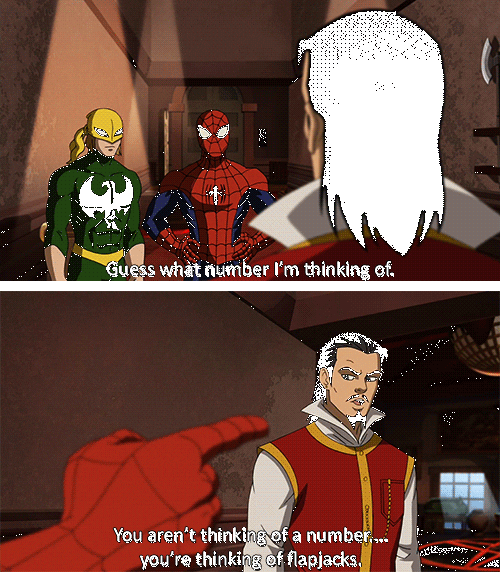 Guess what number I'm thinking of.
You aren't thinking of a number....
you're thinking of flapjacks.